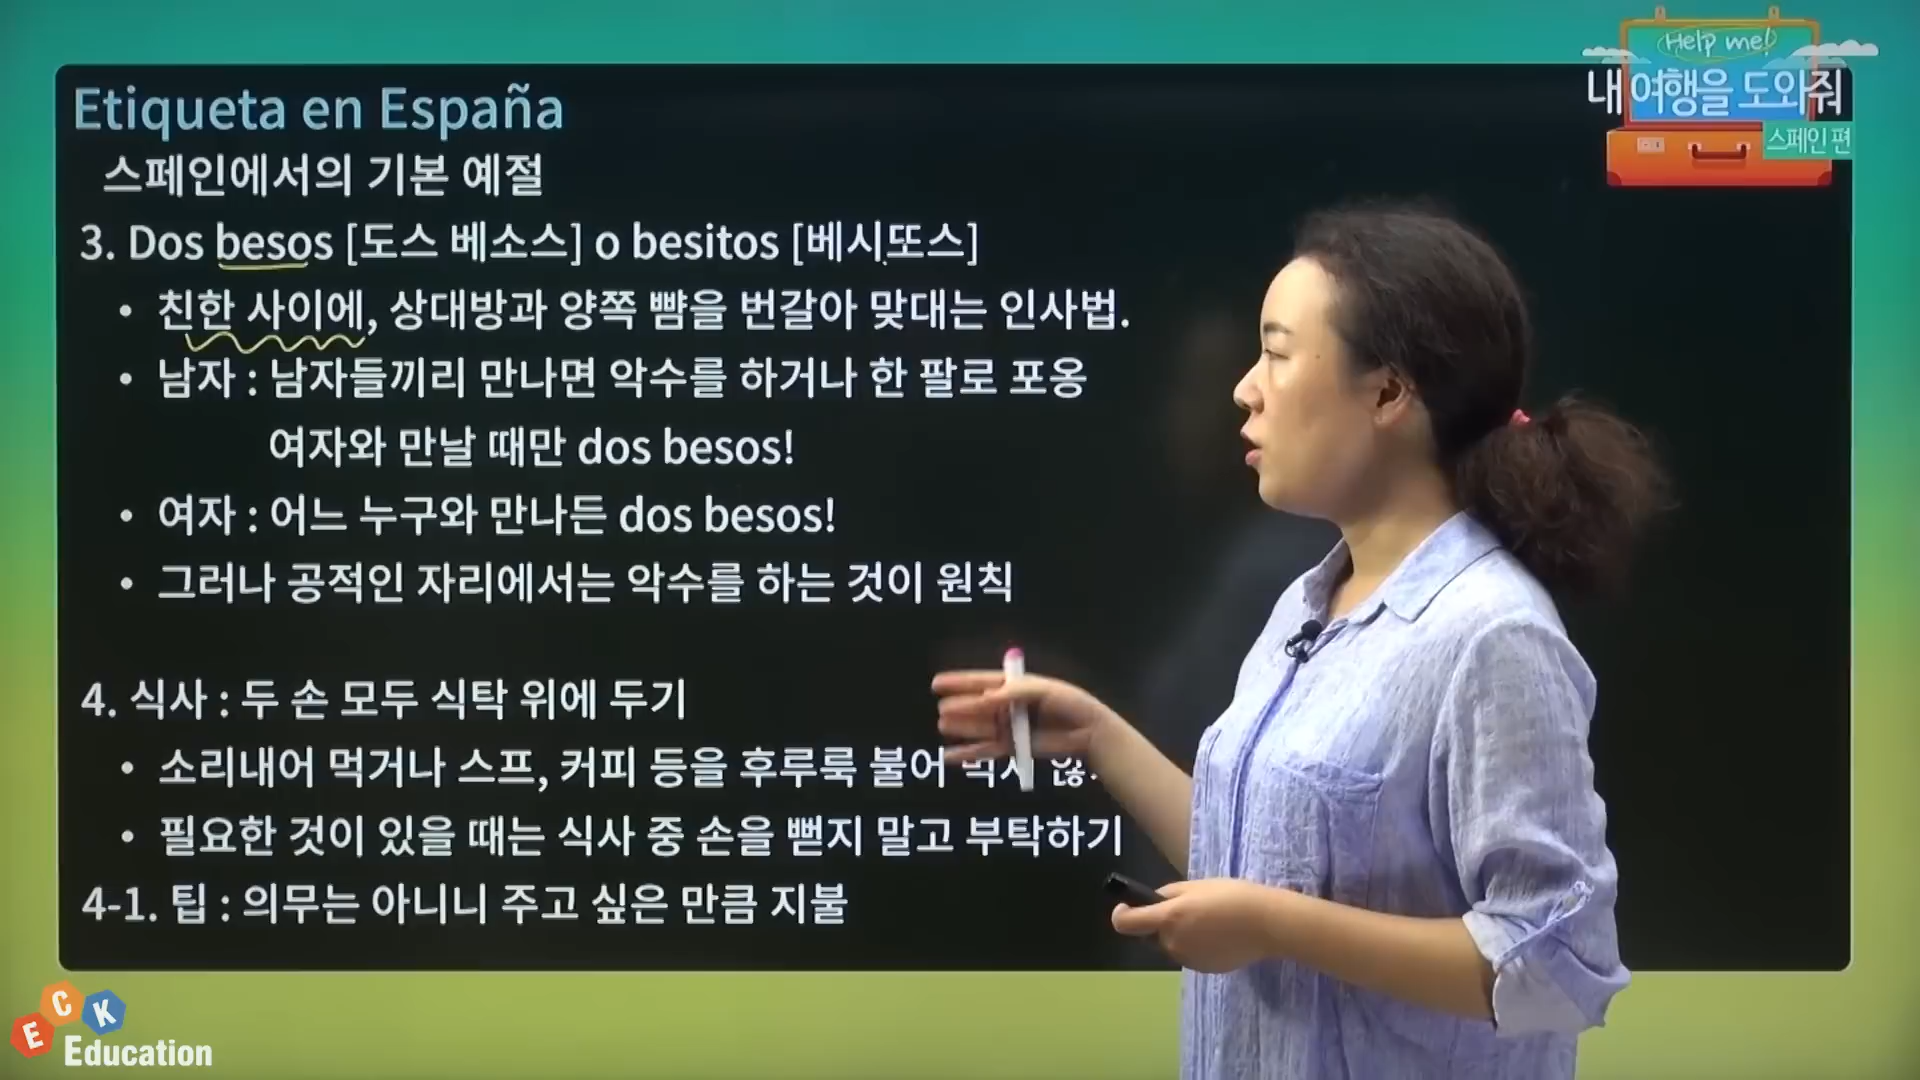 Help me!
내 여행을 도와줘
스페인 편
Etiqueta en España
스페인에서의 기본 예절
3. Dos besos [도스 베소스] o besitos [베시또스]
• 친한 사이에, 상대방과 양쪽 뺨을 번갈아 맞대는 인사법.
• 남자 : 남자들끼리 만나면 악수를 하거나 한 팔로 포옹
여자와 만날 때만 dos besos!
• 여자 : 어느 누구와 만나든 dos besos!
• 그러나 공적인 자리에서는 악수를 하는 것이 원칙
4. 식사 : 두 손 모두 식탁 위에 두기
• 소리내어 먹거나 스프, 커피 등을 후루룩 불어
• 필요한 것이 있을 때는 식사 중 손을 뻗지 말고 부탁하기
4-1. 팁 : 의무는 아니니 주고 싶은 만큼 지불
ECK
Education